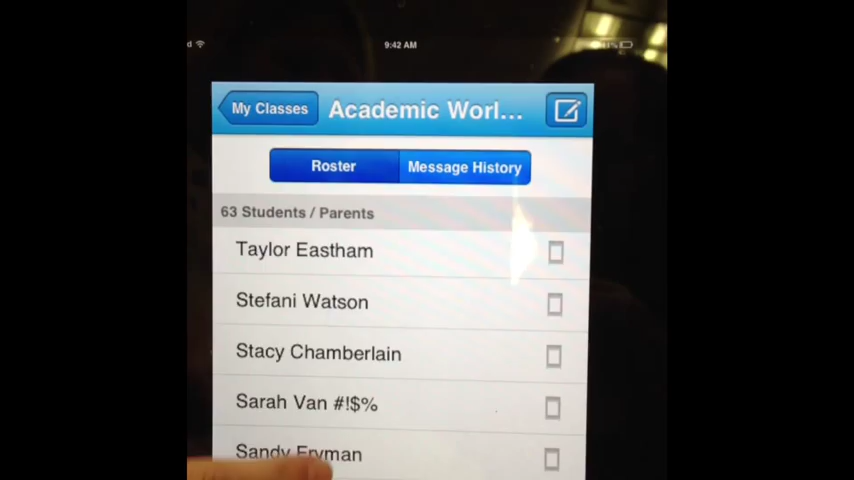 9:42 AM
My Classes
Academic Worl...
Roster
Message History
63 Students / Parents
Taylor Eastham
Stefani Watson
Stacy Chamberlain
Sarah Van #!$%
Sandy Fryman